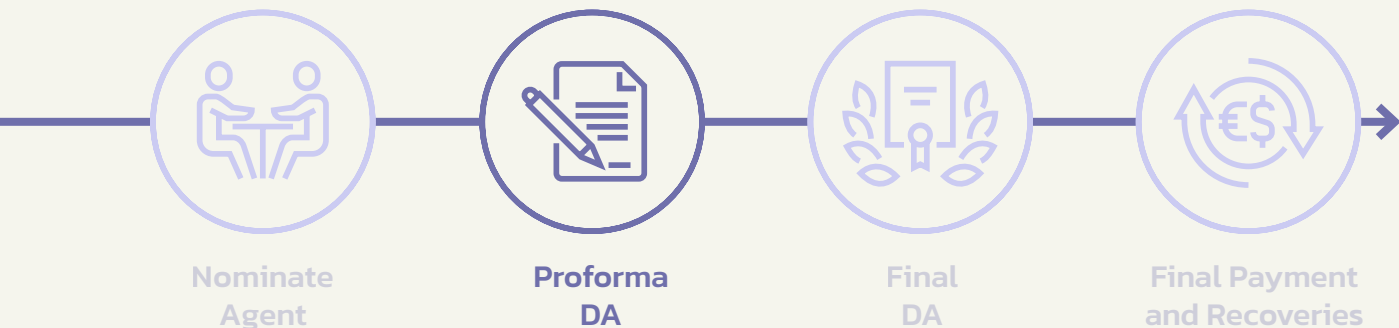 €$
Nominate
Agent
Proforma
DA
Final
DA
Final Payment
and Recoveries